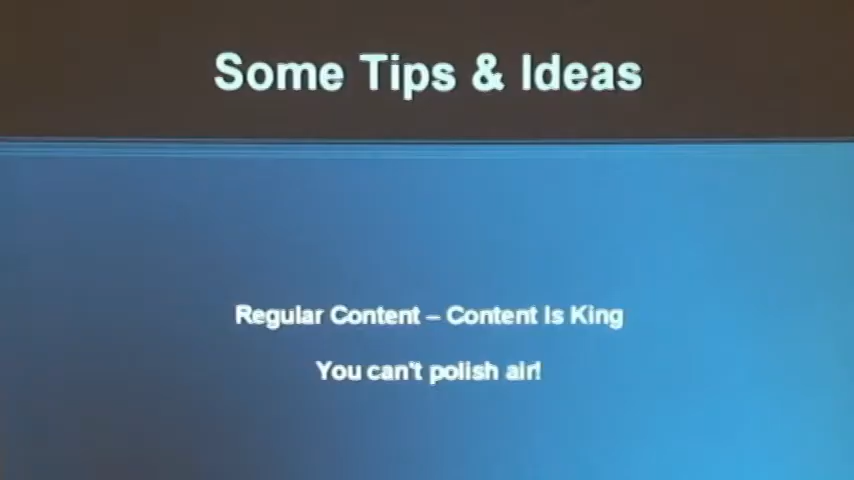 Some Tips & Ideas
Regular Content – Content Is King
You can't polish air!